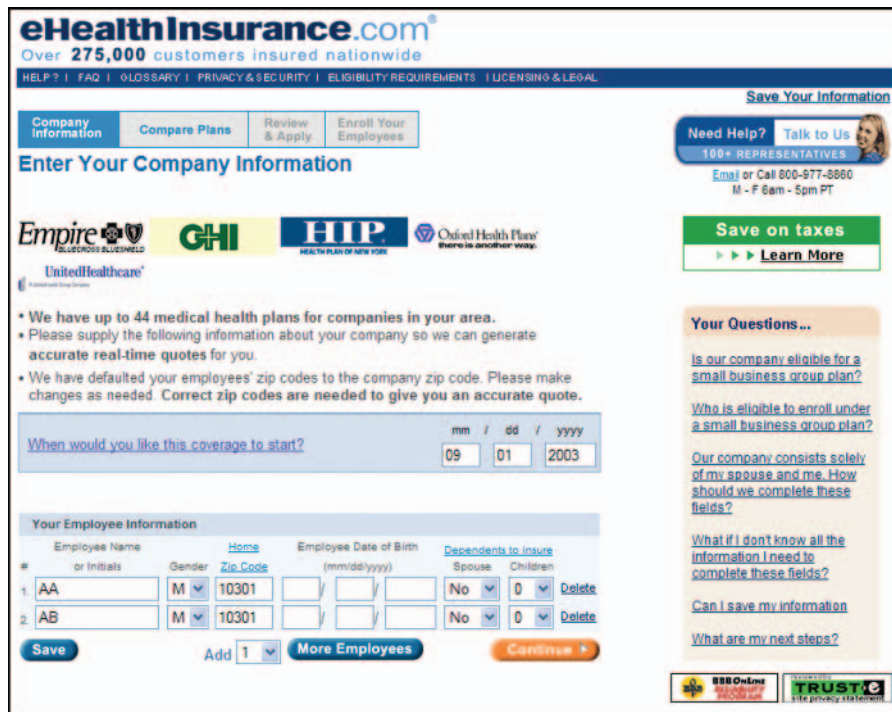 eHealthInsurance.com®
Over 275,000 customers insured nationwide
HELP? | FAQ | GLOSSARY | PRIVACY & SECURITY | ELIGIBILITY REQUIREMENTS | LICENSING & LEGAL
Save Your Information
Company Information
Compare Plans
Review & Apply
Enroll Your Employees
Need Help? Talk to Us
100+ REPRESENTATIVES
Email or Call 800-977-8860
M - F 6am - 5pm PT
Enter Your Company Information
Empire
BLUECROSS BLUESHIELD
GHI
HIP
HEALTH PLAN OF NEW YORK
Oxford Health Plans®
there is another way.
UnitedHealthcare®
Save on taxes
Learn More
• We have up to 44 medical health plans for companies in your area.
• Please supply the following information about your company so we can generate
accurate real-time quotes for you.
• We have defaulted your employees' zip codes to the company zip code. Please make
changes as needed. Correct zip codes are needed to give you an accurate quote.
When would you like this coverage to start?
mm / dd / yyyy
09 01 2003
Your Employee Information
# Employee Name or Initials
Gender
Home Zip Code
Employee Date of Birth (mm/dd/yyyy)
Dependents to insure
Spouse Children
1. AA M 10301 / / No 0 Delete
2. AB M 10301 / / No 0 Delete
Save
Add 1 More Employees
Continue
Your Questions...
Is our company eligible for a
small business group plan?
Who is eligible to enroll under
a small business group plan?
Our company consists solely
of my spouse and me. How
should we complete these
fields?
What if I don't know all the
information I need to
complete these fields?
Can I save my information
What are my next steps?
BBB OnLine
RELIABILITY
PROGRAM
TRUSTe
site privacy statement